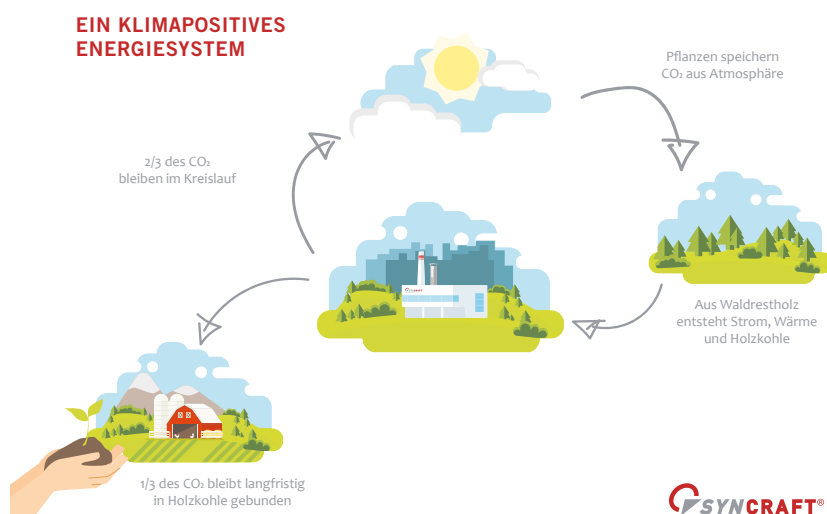 EIN KLIMAPOSITIVES
ENERGIESYSTEM
Pflanzen speichern
CO₂ aus Atmosphäre
2/3 des CO₂
bleiben im Kreislauf
SYNCRAFT
Aus Waldrestholz
entsteht Strom, Wärme
und Holzkohle
1/3 des CO₂ bleibt langfristig
in Holzkohle gebunden
SYNCRAFT®